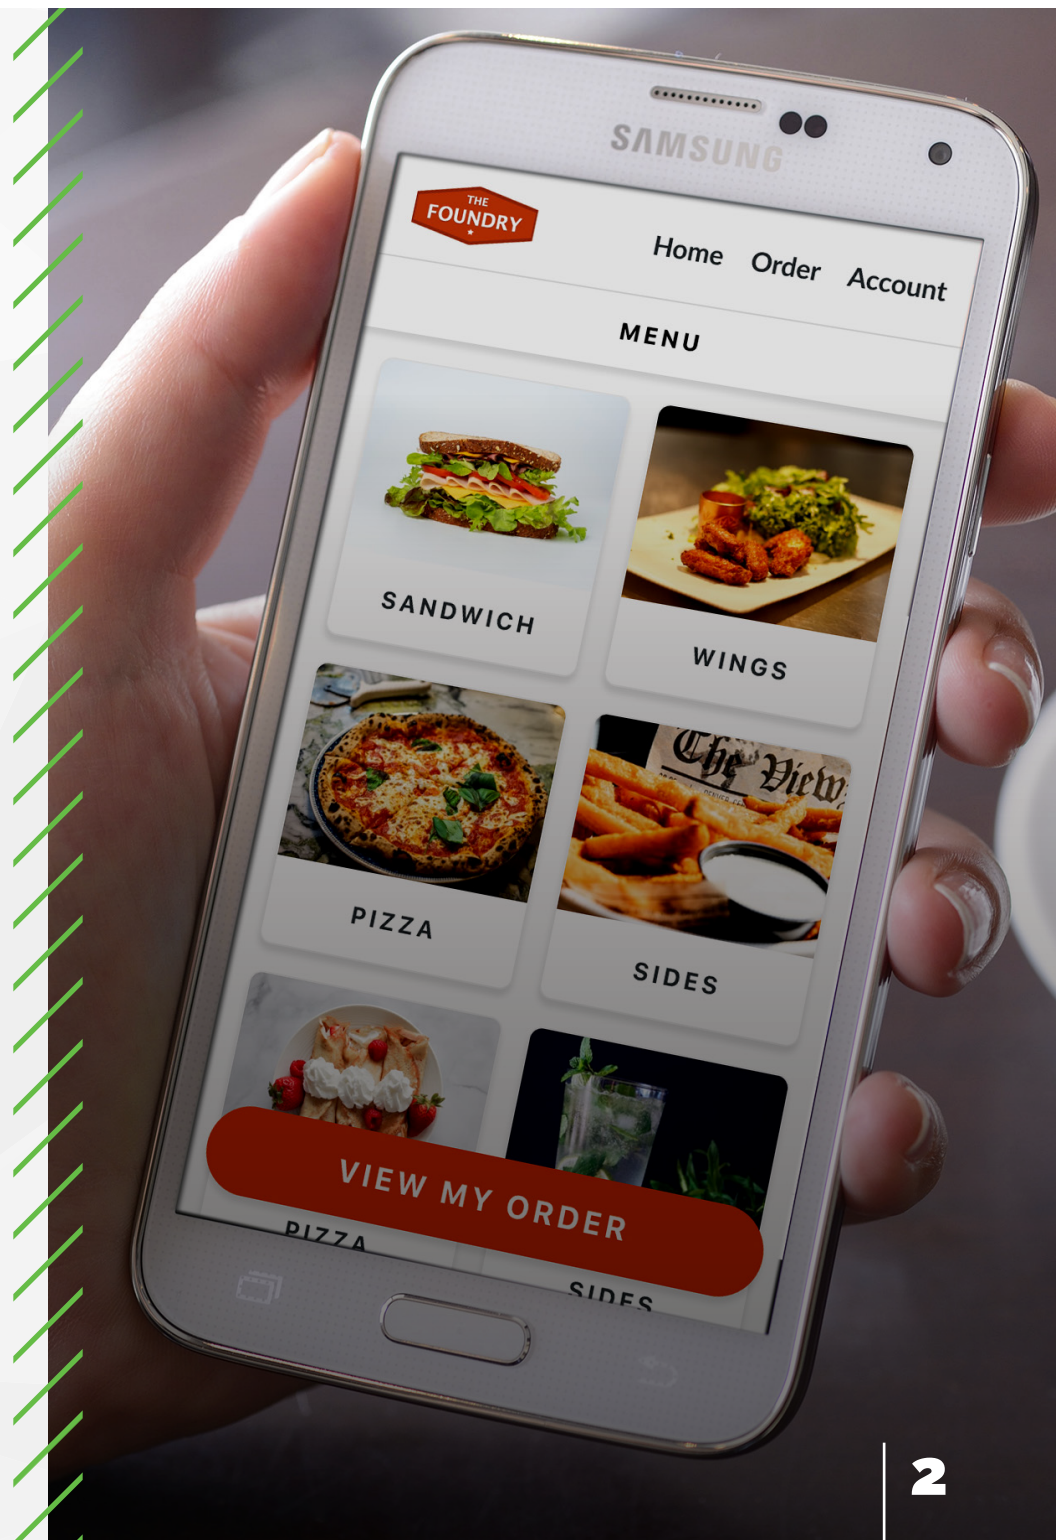 SAMSUNG
THE
FOUNDRY
Home Order Account
MENU
SANDWICH
WINGS
The View
PIZZA
SIDES
VIEW MY ORDER
PIZZA
SIDES
2